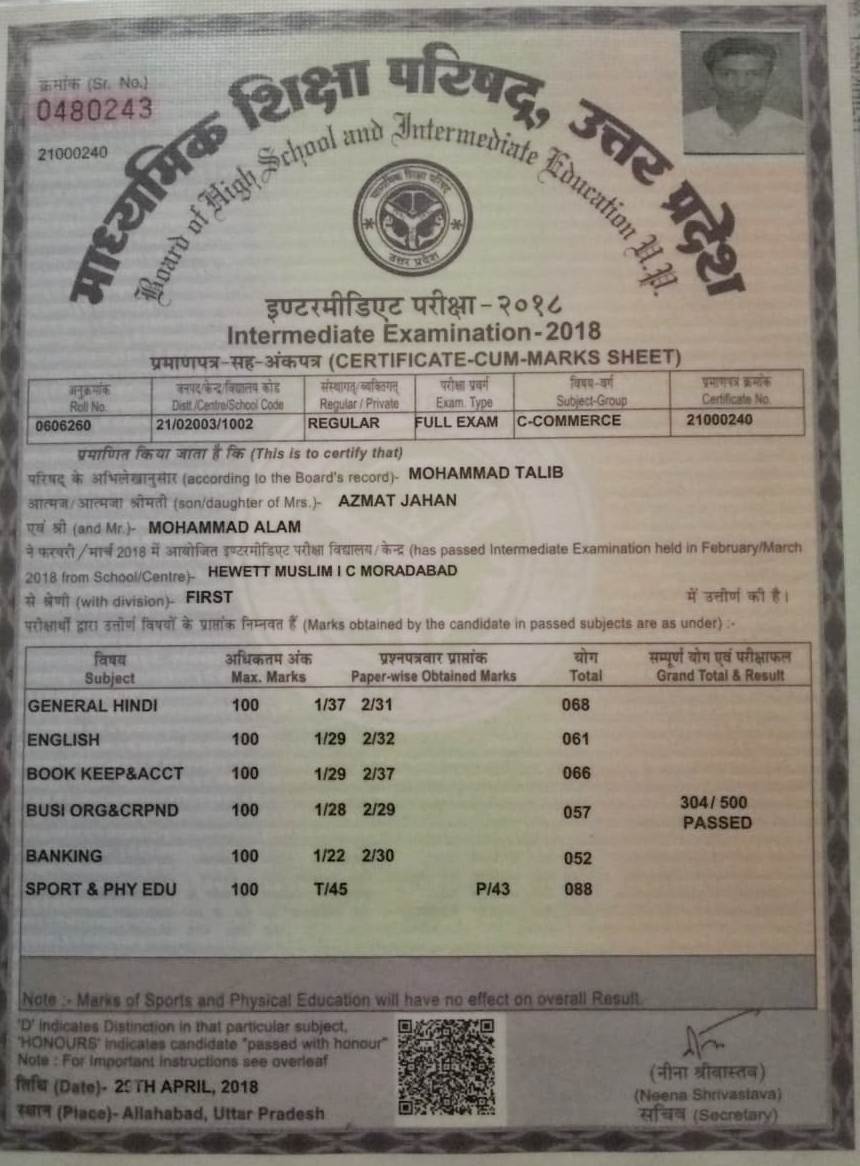 क्रमांक (Sr. No.)
0480243
21000240
माध्यमिक शिक्षा परिषद्, उत्तर प्रदेश
Board of High School and Intermediate Education U.P.
माध्यमिक शिक्षा परिषद्
उत्तर प्रदेश
इण्टरमीडिएट परीक्षा-२०१८
Intermediate Examination-2018
प्रमाणपत्र-सह-अंकपत्र (CERTIFICATE-CUM-MARKS SHEET)
अनुक्रमांक जनपद/केन्द्र/विद्यालय कोड संस्थागत/व्यक्तिगत परीक्षा प्रवर्ग विषय-वर्ग प्रमाणपत्र क्रमांक
Roll No. Distt./Centre/School Code Regular / Private Exam. Type Subject-Group Certificate No.
0606260 21/02003/1002 REGULAR FULL EXAM C-COMMERCE 21000240
प्रमाणित किया जाता है कि (This is to certify that)
परिषद के अभिलेखानुसार (according to the Board's record)- MOHAMMAD TALIB
आत्मज/आत्मजा श्रीमती (son/daughter of Mrs.)- AZMAT JAHAN
एवं श्री (and Mr.)- MOHAMMAD ALAM
ने फरवरी/मार्च 2018 में आयोजित इण्टरमीडिएट परीक्षा विद्यालय/केन्द्र (has passed Intermediate Examination held in February/March
2018 from School/Centre)- HEWETT MUSLIM I C MORADABAD
से श्रेणी (with division)- FIRST में उत्तीर्ण की है।
परीक्षार्थी द्वारा उत्तीर्ण विषयों के प्राप्तांक निम्नवत हैं (Marks obtained by the candidate in passed subjects are as under) :-
विषय अधिकतम अंक प्रश्नपत्रवार प्राप्तांक योग सम्पूर्ण योग एवं परीक्षाफल
Subject Max. Marks Paper-wise Obtained Marks Total Grand Total & Result
GENERAL HINDI 100 1/37 2/31 068
ENGLISH 100 1/29 2/32 061
BOOK KEEP&ACCT 100 1/29 2/37 066
BUSI ORG&CRPND 100 1/28 2/29 057 304/ 500
PASSED
BANKING 100 1/22 2/30 052
SPORT & PHY EDU 100 T/45 P/43 088
Note :- Marks of Sports and Physical Education will have no effect on overall Result.
'D' Indicates Distinction in that particular subject,
'HONOURS' indicates candidate "passed with honour"
Note : For Important Instructions see overleaf
तिथि (Date)- APRIL, 2018
स्थान (Place)- Allahabad, Uttar Pradesh
(नीना श्रीवास्तव)
(Neena Shrivastava)
सचिव (Secretary)